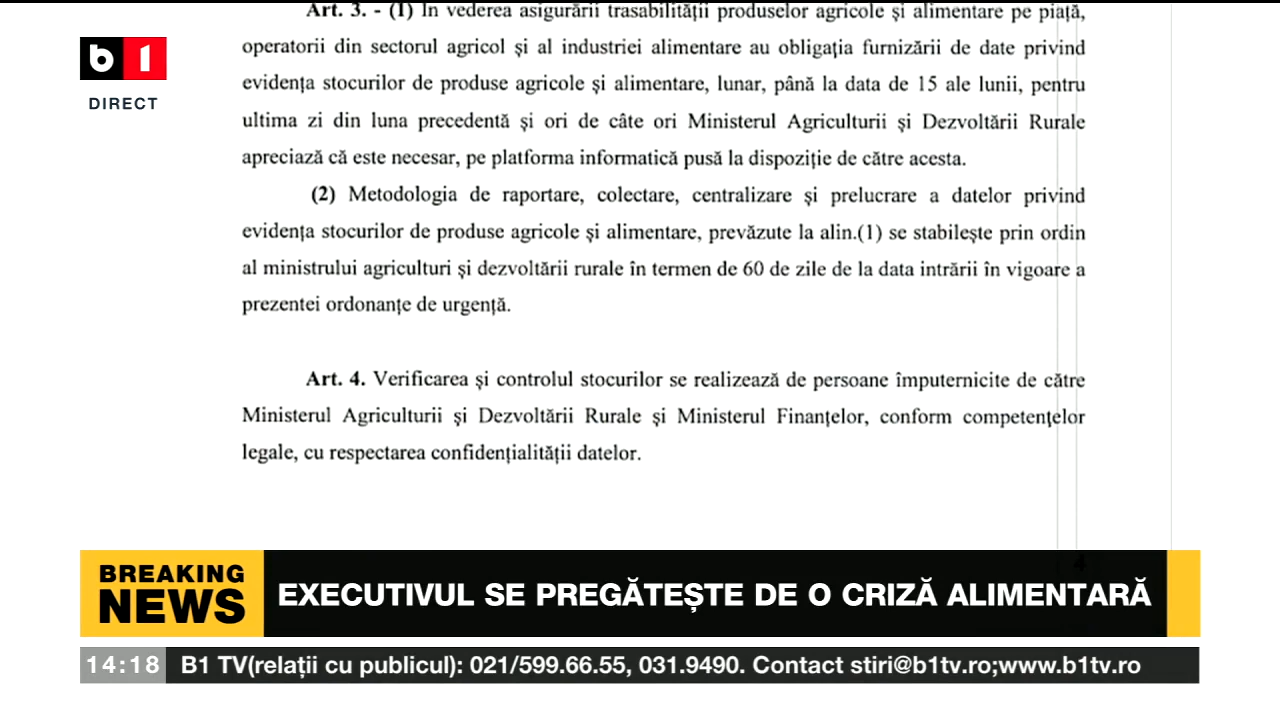 Art. 3. - (1) În vederea asigurării trasabilității produselor agricole și alimentare pe piață,
operatorii din sectorul agricol și al industriei alimentare au obligația furnizării de date privind
evidența stocurilor de produse agricole și alimentare, lunar, până la data de 15 ale lunii, pentru
ultima zi din luna precedentă și ori de câte ori Ministerul Agriculturii și Dezvoltării Rurale
apreciază că este necesar, pe platforma informatică pusă la dispoziție de către acesta.
(2) Metodologia de raportare, colectare, centralizare și prelucrare a datelor privind
evidența stocurilor de produse agricole și alimentare, prevăzute la alin.(1) se stabilește prin ordin
al ministrului agriculturi și dezvoltării rurale în termen de 60 de zile de la data intrării în vigoare a
prezentei ordonanțe de urgență.
Art. 4. Verificarea și controlul stocurilor se realizează de persoane împuternicite de către
Ministerul Agriculturii și Dezvoltării Rurale și Ministerul Finanțelor, conform competențelor
legale, cu respectarea confidențialității datelor.
b1
DIRECT
BREAKING
NEWS
EXECUTIVUL SE PREGĂTEȘTE DE O CRIZĂ ALIMENTARĂ
14:18 B1 TV(relații cu publicul): 021/599.66.55, 031.9490. Contact stiri@b1tv.ro;www.b1tv.ro